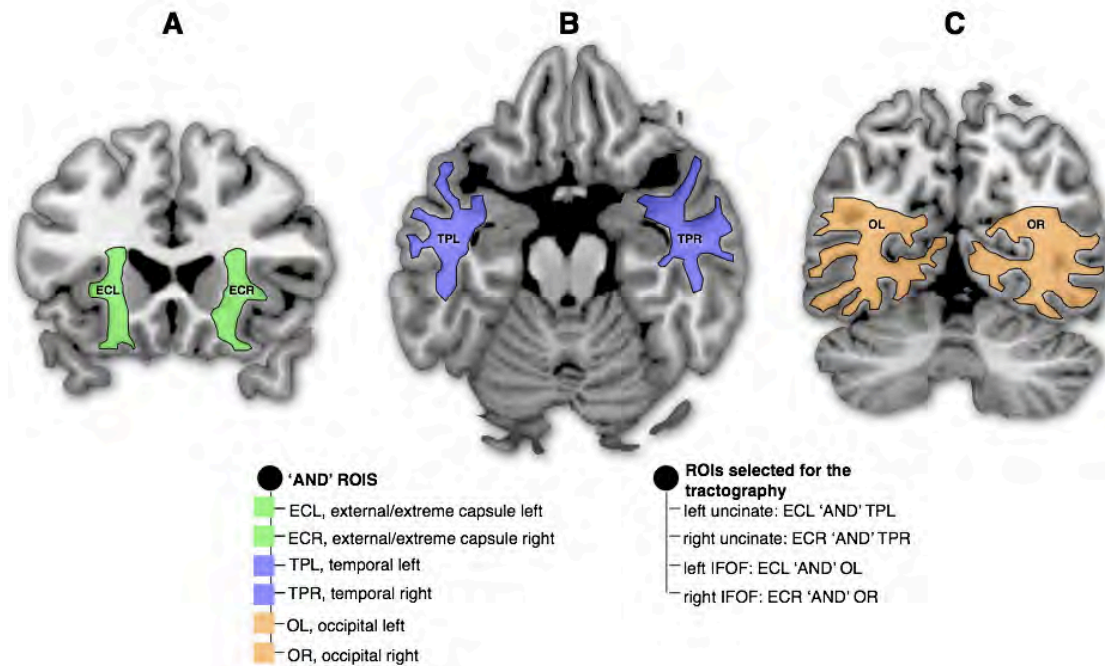 A
B
C
ECL
ECR
TPL
TPR
OL
OR
‘AND’ ROIS
ECL, external/extreme capsule left
ECR, external/extreme capsule right
TPL, temporal left
TPR, temporal right
OL, occipital left
OR, occipital right
ROIs selected for the
tractography
left uncinate: ECL ‘AND’ TPL
right uncinate: ECR ‘AND’ TPR
left IFOF: ECL ‘AND’ OL
right IFOF: ECR ‘AND’ OR